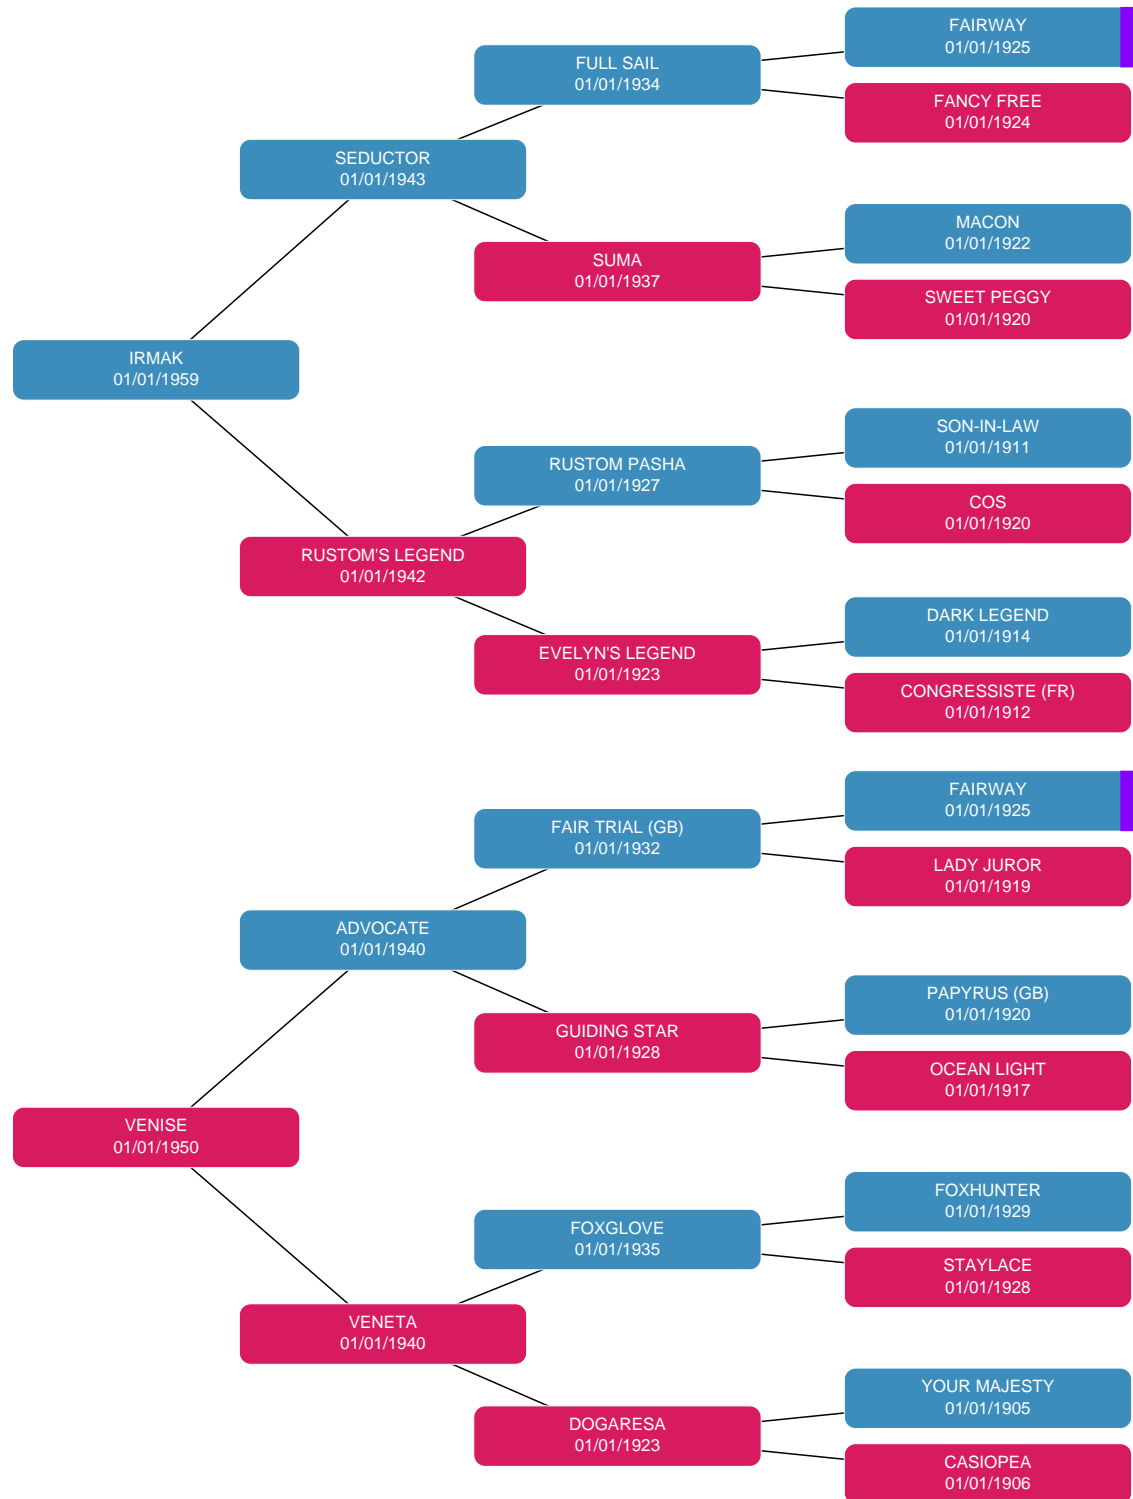 FAIRWAY
01/01/1925
FULL SAIL
01/01/1934
FANCY FREE
01/01/1924
SEDUCTOR
01/01/1943
MACON
01/01/1922
SUMA
01/01/1937
SWEET PEGGY
01/01/1920
IRMAK
01/01/1959
SON-IN-LAW
01/01/1911
RUSTOM PASHA
01/01/1927
COS
01/01/1920
RUSTOM'S LEGEND
01/01/1942
DARK LEGEND
01/01/1914
EVELYN'S LEGEND
01/01/1923
CONGRESSISTE (FR)
01/01/1912
FAIRWAY
01/01/1925
FAIR TRIAL (GB)
01/01/1932
LADY JUROR
01/01/1919
ADVOCATE
01/01/1940
PAPYRUS (GB)
01/01/1920
GUIDING STAR
01/01/1928
OCEAN LIGHT
01/01/1917
VENISE
01/01/1950
FOXHUNTER
01/01/1929
FOXGLOVE
01/01/1935
STAYLACE
01/01/1928
VENETA
01/01/1940
YOUR MAJESTY
01/01/1905
DOGARESA
01/01/1923
CASIOPEA
01/01/1906